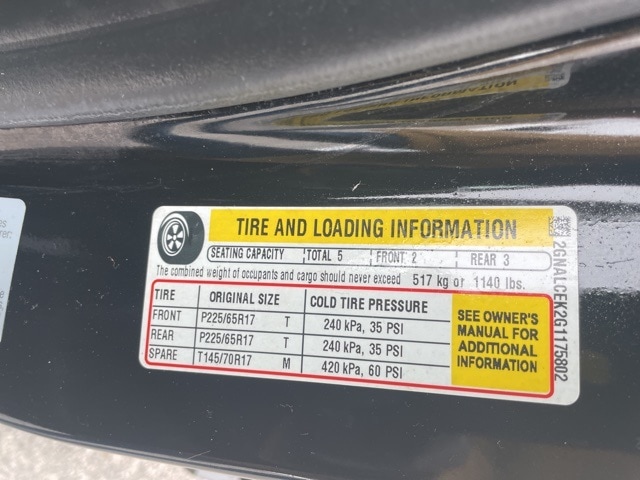 TIRE AND LOADING INFORMATION
SEATING CAPACITY TOTAL 5 FRONT 2 REAR 3
The combined weight of occupants and cargo should never exceed 517 kg or 1140 lbs.
TIRE ORIGINAL SIZE COLD TIRE PRESSURE
FRONT P225/65R17 T 240 kPa, 35 PSI
REAR P225/65R17 T 240 kPa, 35 PSI
SPARE T145/70R17 M 420 kPa, 60 PSI
SEE OWNER'S
MANUAL FOR
ADDITIONAL
INFORMATION
2GNALCEK2G1175802